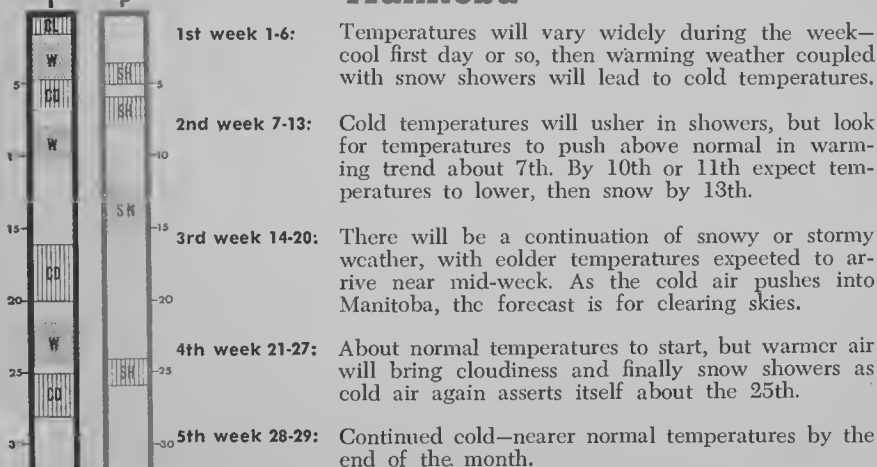 Manitoba
T P
CL
W
5
CD
W
1
15
CD
20
W
25
CD
3
SH
5
SH
10
SN
15
20
SH
25
30
1st week 1-6: Temperatures will vary widely during the week—
cool first day or so, then warming weather coupled
with snow showers will lead to cold temperatures.
2nd week 7-13: Cold temperatures will usher in showers, but look
for temperatures to push above normal in warm-
ing trend about 7th. By 10th or 11th expect tem-
peratures to lower, then snow by 13th.
3rd week 14-20: There will be a continuation of snowy or stormy
weather, with colder temperatures expected to ar-
rive near mid-week. As the cold air pushes into
Manitoba, the forecast is for clearing skies.
4th week 21-27: About normal temperatures to start, but warmer air
will bring cloudiness and finally snow showers as
cold air again asserts itself about the 25th.
5th week 28-29: Continued cold—nearer normal temperatures by the
end of the month.